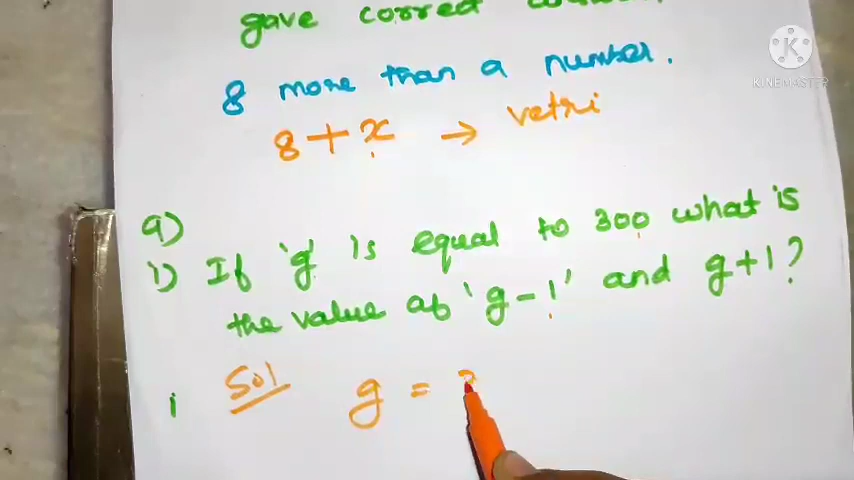 gave correct
8 more than a number.
8+x → vetri
a)
i) If 'g' is equal to 300 what is
the value of 'g-1' and g+1?
i Sol g =
KINEMASTER